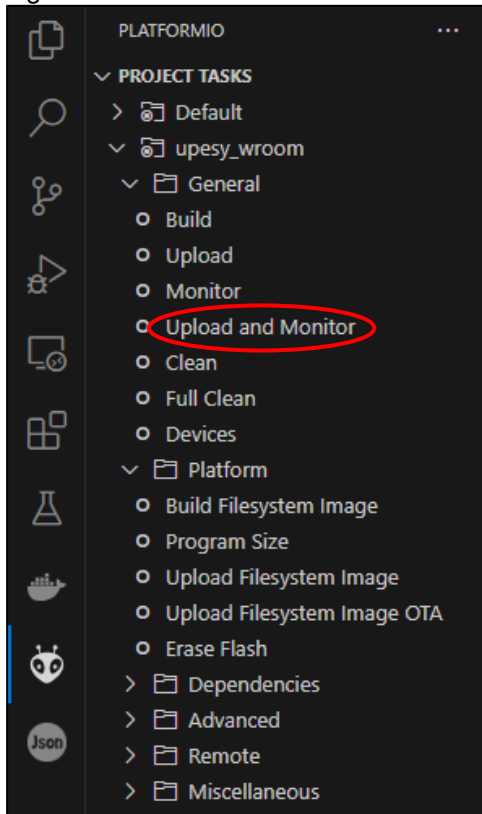 PLATFORMIO
PROJECT TASKS
Default
upesy_wroom
General
Build
Upload
Monitor
Upload and Monitor
Clean
Full Clean
Devices
Platform
Build Filesystem Image
Program Size
Upload Filesystem Image
Upload Filesystem Image OTA
Erase Flash
Dependencies
Advanced
Json
Remote
Miscellaneous